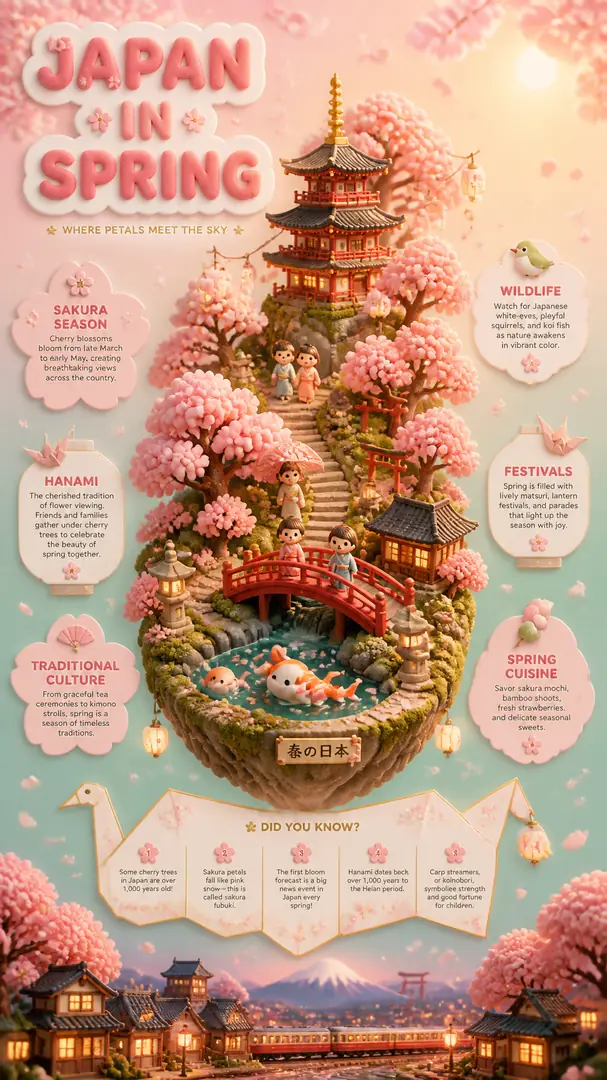 JAPAN
IN
SPRING
WHERE PETALS MEET THE SKY
SAKURA
SEASON
Cherry blossoms
bloom from late March
to early May, creating
breathtaking views
across the country.
WILDLIFE
Watch for Japanese
white-eyes, playful
squirrels, and koi fish
as nature awakens
in vibrant color.
HANAMI
The cherished tradition
of flower viewing.
Friends and families
gather under cherry
trees to celebrate
the beauty of
spring together.
FESTIVALS
Spring is filled with
lively matsuri, lantern
festivals, and parades
that light up the
season with joy.
TRADITIONAL
CULTURE
From graceful tea
ceremonies to kimono
strolls, spring is a
season of timeless
traditions.
SPRING
CUISINE
Savor sakura mochi,
bamboo shoots,
fresh strawberries.
and delicate seasonal
sweets.
春の日本
DID YOU KNOW?
1
Some cherry trees
in Japan are over
1,000 years old!
2
Sakura petals
fall like pink
snow—this is
called sakura
fubuki.
3
The first bloom
forecast is a big
news event in
Japan every
spring!
4
Hanami dates back
over 1,000 years to
the Heian period.
Carp streamers,
or koinobori,
symbolize strength
and good fortune
for children.